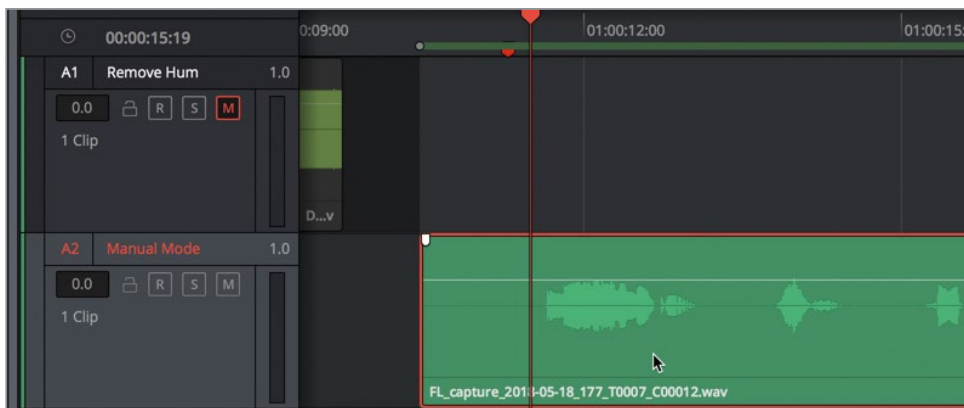 00:00:15:19
0:09:00
01:00:12:00
01:00:15:
A1 Remove Hum 1.0
0.0 R S M
1 Clip
D...v
A2 Manual Mode 1.0
0.0 R S M
1 Clip
FL_capture_2018-05-18_177_T0007_C00012.wav